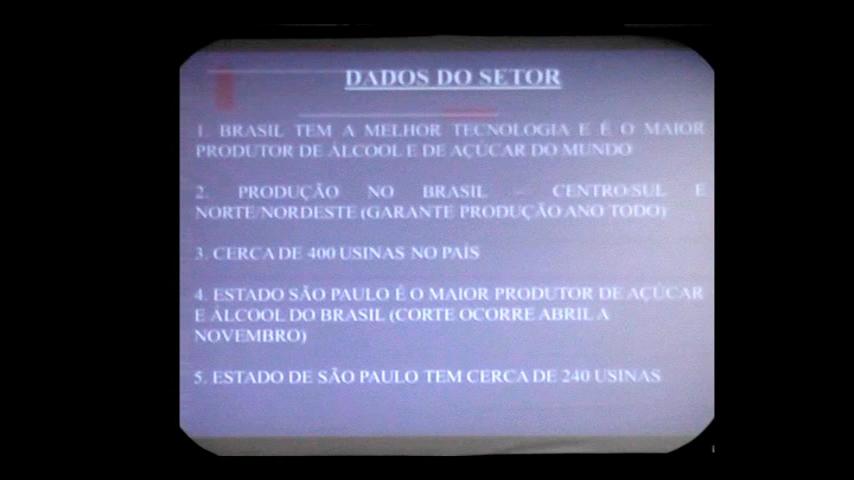 DADOS DO SETOR
1. BRASIL TEM A MELHOR TECNOLOGIA E É O MAIOR
PRODUTOR DE ÁLCOOL E DE AÇÚCAR DO MUNDO
2. PRODUÇÃO NO BRASIL – CENTRO/SUL E
NORTE/NORDESTE (GARANTE PRODUÇÃO ANO TODO)
3. CERCA DE 400 USINAS NO PAÍS
4. ESTADO SÃO PAULO É O MAIOR PRODUTOR DE AÇÚCAR
E ÁLCOOL DO BRASIL (CORTE OCORRE ABRIL A
NOVEMBRO)
5. ESTADO DE SÃO PAULO TEM CERCA DE 240 USINAS